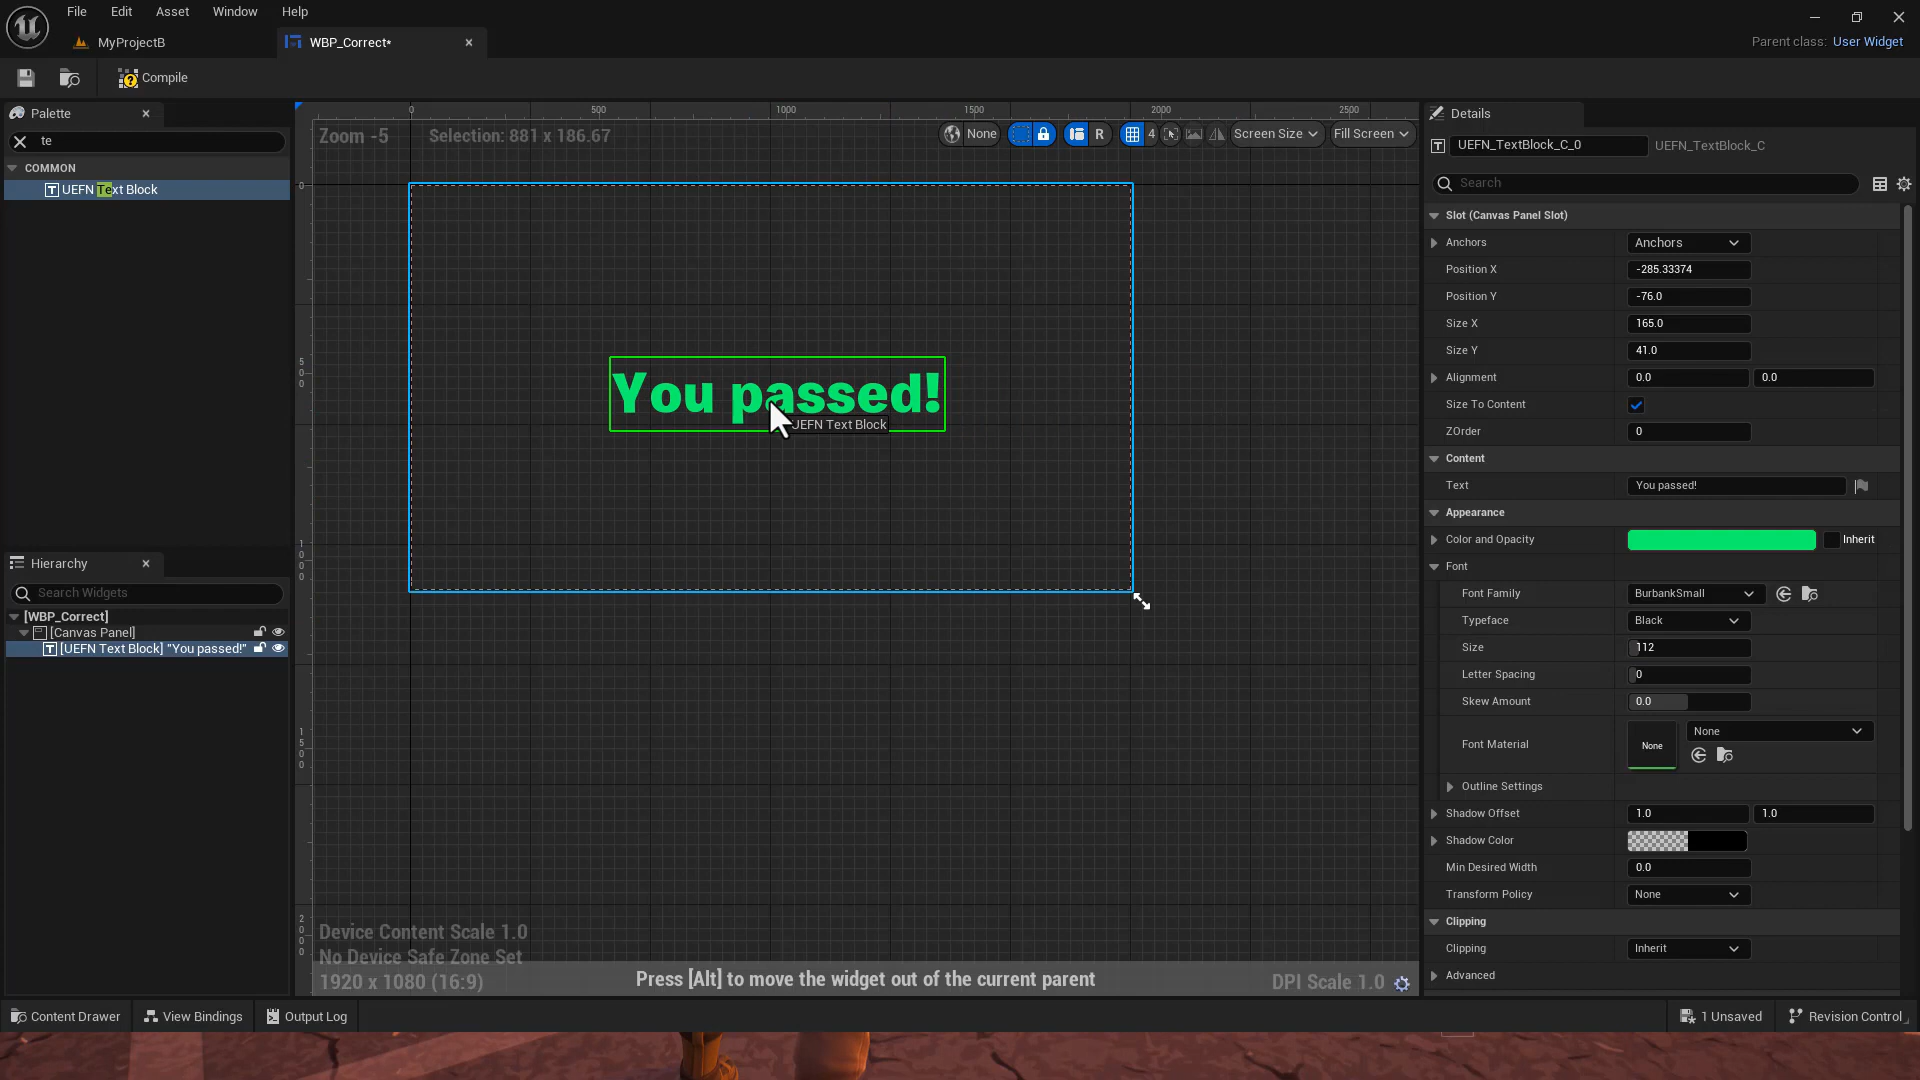 File Edit Asset Window Help
MyProjectB
WBP_Correct*
Parent class: User Widget
Compile
Palette
te
COMMON
UEFN Text Block
Hierarchy
Search Widgets
[WBP_Correct]
[Canvas Panel]
[UEFN Text Block] "You passed!"
0 500 1000 1500 2000 2500
Zoom -5
Selection: 881 x 186.67
None
R
4
Screen Size
Fill Screen
0
500
1000
1500
2000
You passed!
UEFN Text Block
Device Content Scale 1.0
No Device Safe Zone Set
1920 x 1080 (16:9)
Press [Alt] to move the widget out of the current parent
DPI Scale 1.0
Details
UEFN_TextBlock_C_0 UEFN_TextBlock_C
Search
Slot (Canvas Panel Slot)
Anchors Anchors
Position X -285.33374
Position Y -76.0
Size X 165.0
Size Y 41.0
Alignment 0.0 0.0
Size To Content
ZOrder 0
Content
Text You passed!
Appearance
Color and Opacity Inherit
Font
Font Family BurbankSmall
Typeface Black
Size 112
Letter Spacing 0
Skew Amount 0.0
Font Material None None
Outline Settings
Shadow Offset 1.0 1.0
Shadow Color
Min Desired Width 0.0
Transform Policy None
Clipping
Clipping Inherit
Advanced
Content Drawer View Bindings Output Log
1 Unsaved Revision Control